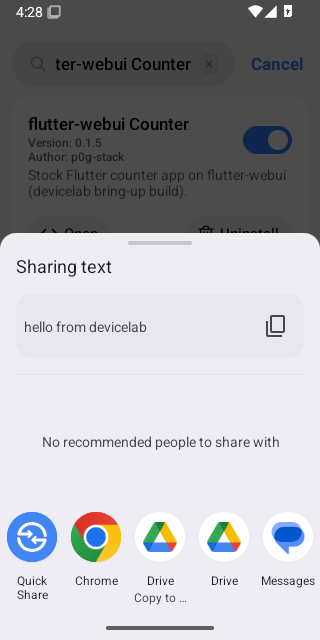 4:28
ter-webui Counter
Cancel
flutter-webui Counter
Version: 0.1.5
Author: p0g-stack
Stock Flutter counter app on flutter-webui
(devicelab bring-up build).
Open
Uninstall
Sharing text
hello from devicelab
No recommended people to share with
Quick
Share
Chrome
Drive
Copy to ...
Drive
Messages